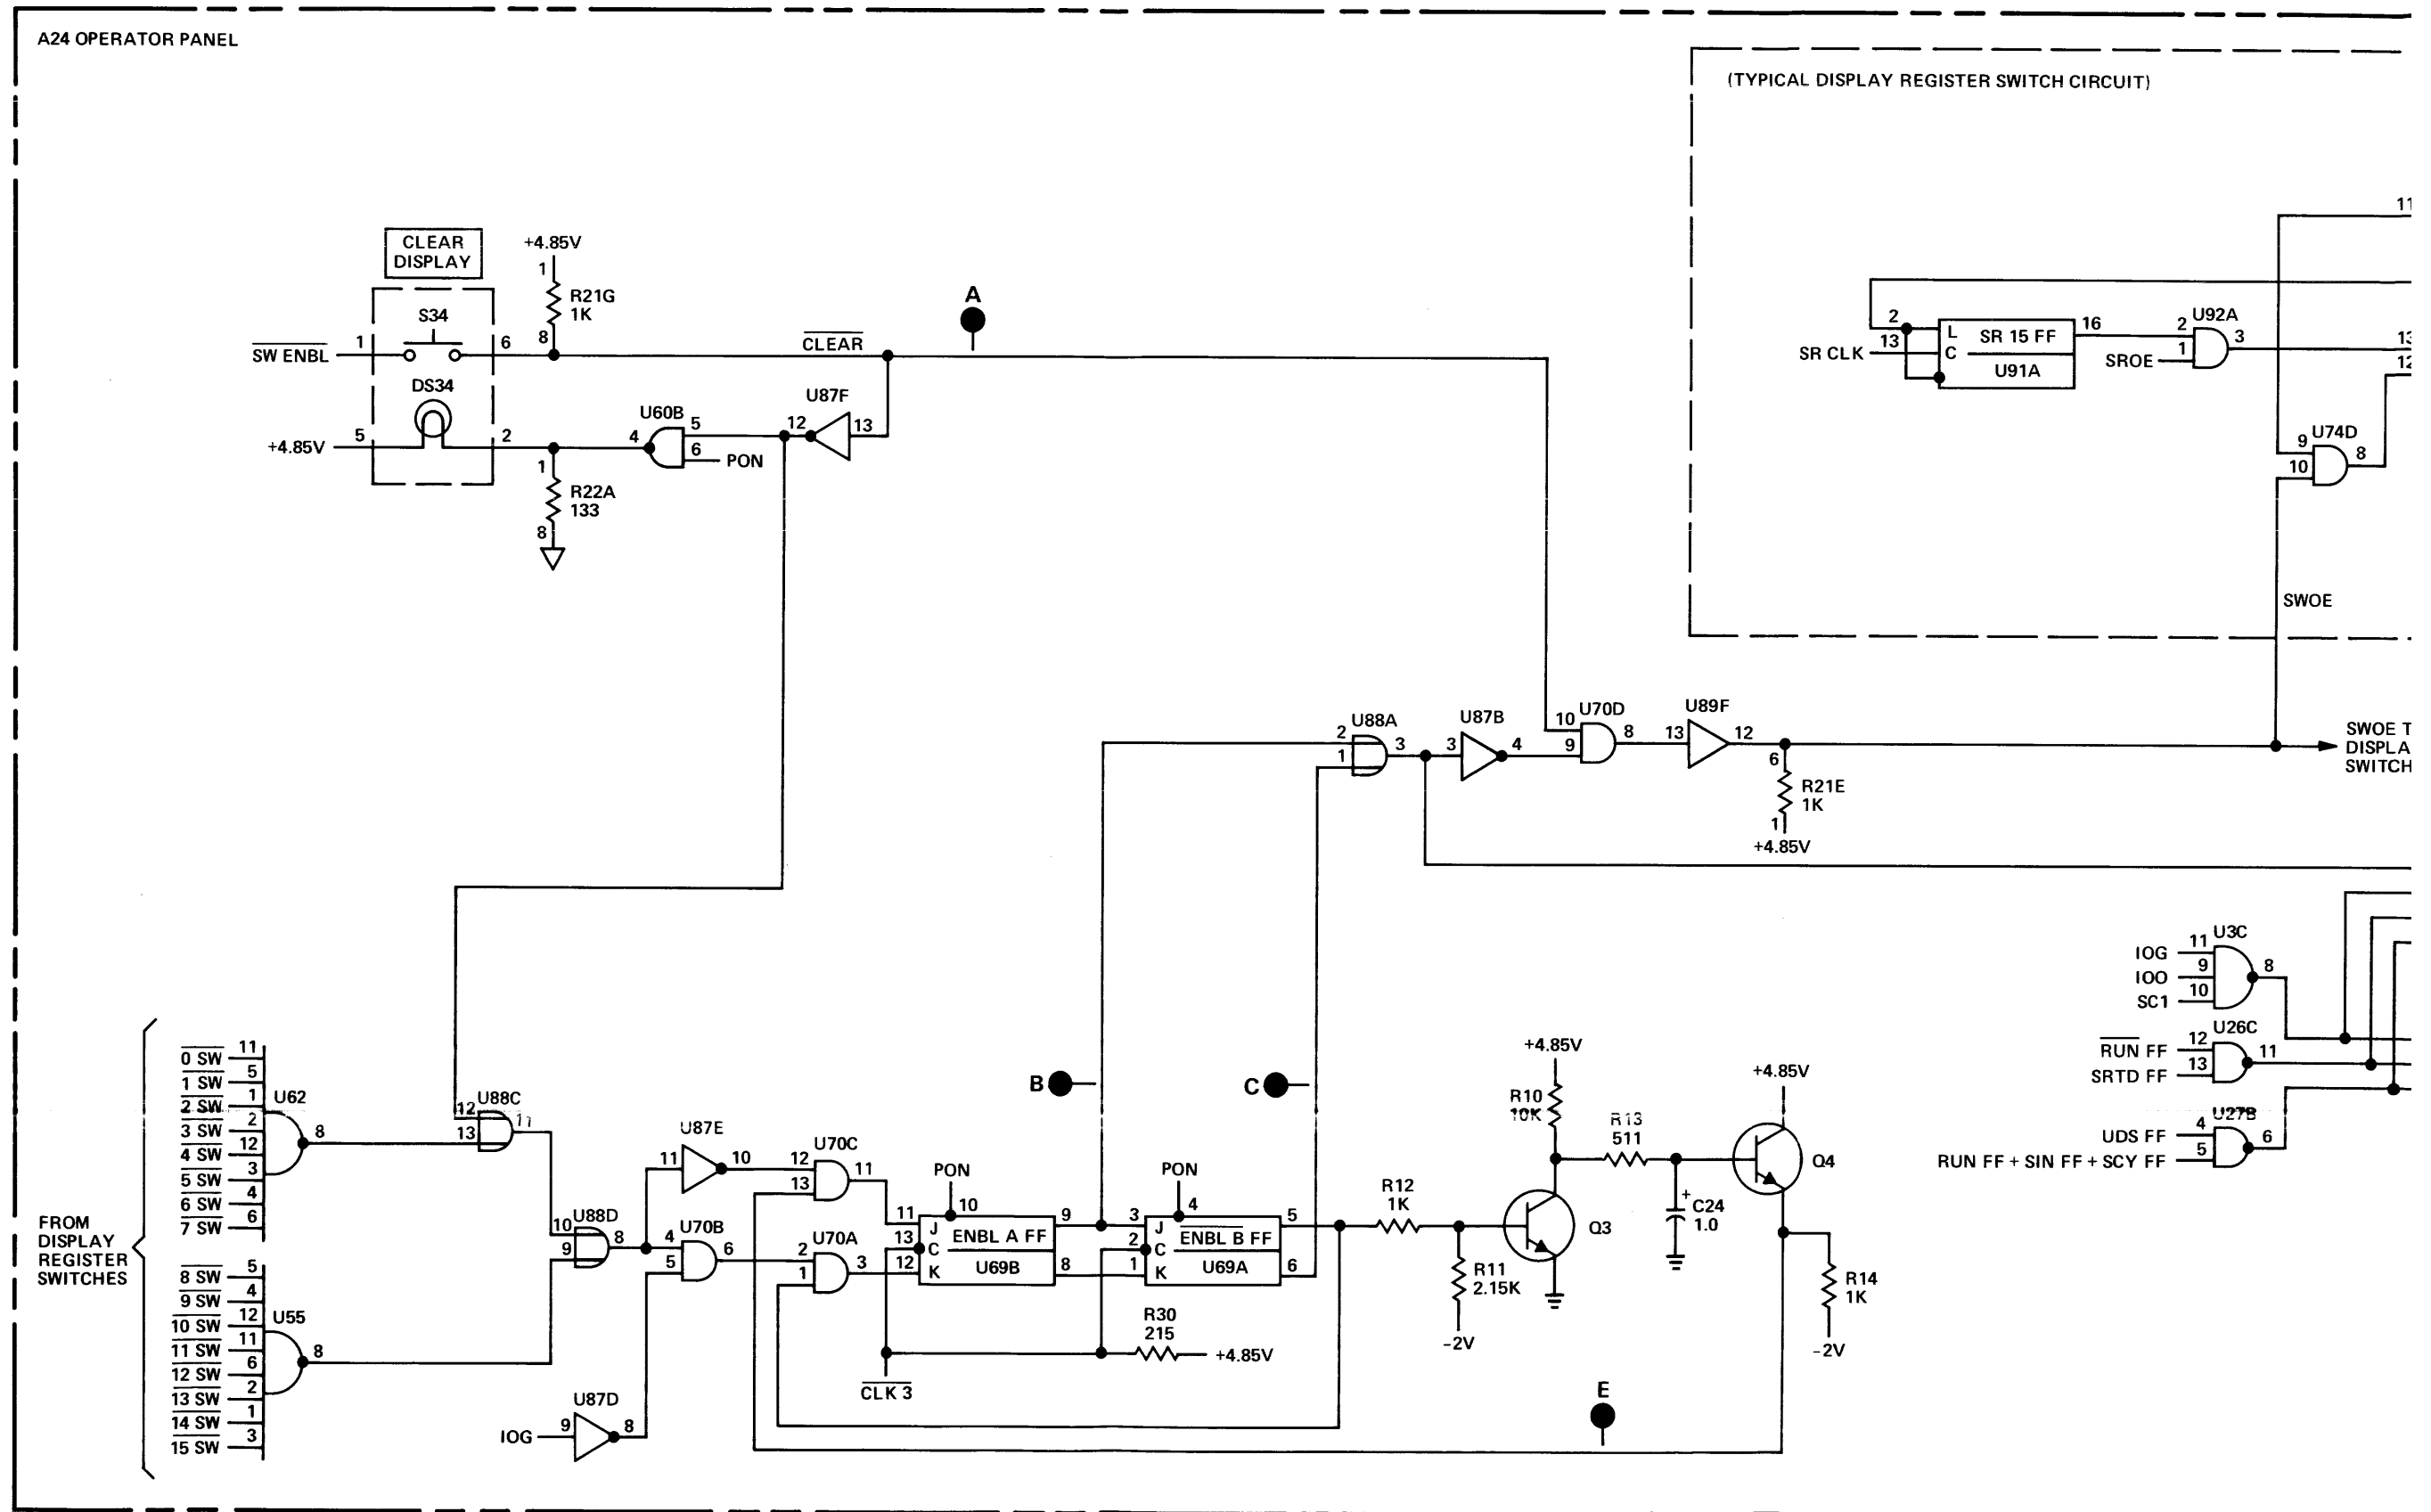 A24 OPERATOR PANEL
(TYPICAL DISPLAY REGISTER SWITCH CIRCUIT)
11
CLEAR
DISPLAY
+4.85V
1
R21G
1K
8
S34
SW ENBL
1
6
CLEAR
A
DS34
+4.85V
5
2
U60B
4
5
6
PON
U87F
12
13
1
R22A
133
8
2
13
L
C
SR 15 FF
U91A
16
SR CLK
U92A
2
1
3
SROE
13
12
U74D
9
10
8
SWOE
U88A
2
1
3
U87B
3
4
U70D
10
9
8
U89F
13
12
6
R21E
1K
1
+4.85V
SWOE T
DISPLA
SWITCH
U3C
IOG
11
IOO
9
SC1
10
8
U26C
RUN FF
12
SRTD FF
13
11
U27B
UDS FF
4
RUN FF + SIN FF + SCY FF
5
6
FROM
DISPLAY
REGISTER
SWITCHES
0 SW
11
1 SW
5
2 SW
1
3 SW
2
4 SW
12
5 SW
3
6 SW
4
7 SW
6
U62
8
8 SW
5
9 SW
4
10 SW
12
11 SW
11
12 SW
6
13 SW
2
14 SW
1
15 SW
3
U55
8
U88C
12
13
11
U88D
10
9
8
U87E
11
10
U70B
4
5
6
U87D
IOG
9
8
U70C
12
13
11
U70A
2
1
3
PON
10
11
13
12
J
C
K
ENBL A FF
U69B
9
8
B
C
PON
4
3
2
1
J
C
K
ENBL B FF
U69A
5
6
CLK 3
R30
215
+4.85V
R12
1K
R11
2.15K
-2V
+4.85V
R10
10K
Q3
R13
511
+
C24
1.0
+4.85V
Q4
R14
1K
-2V
E